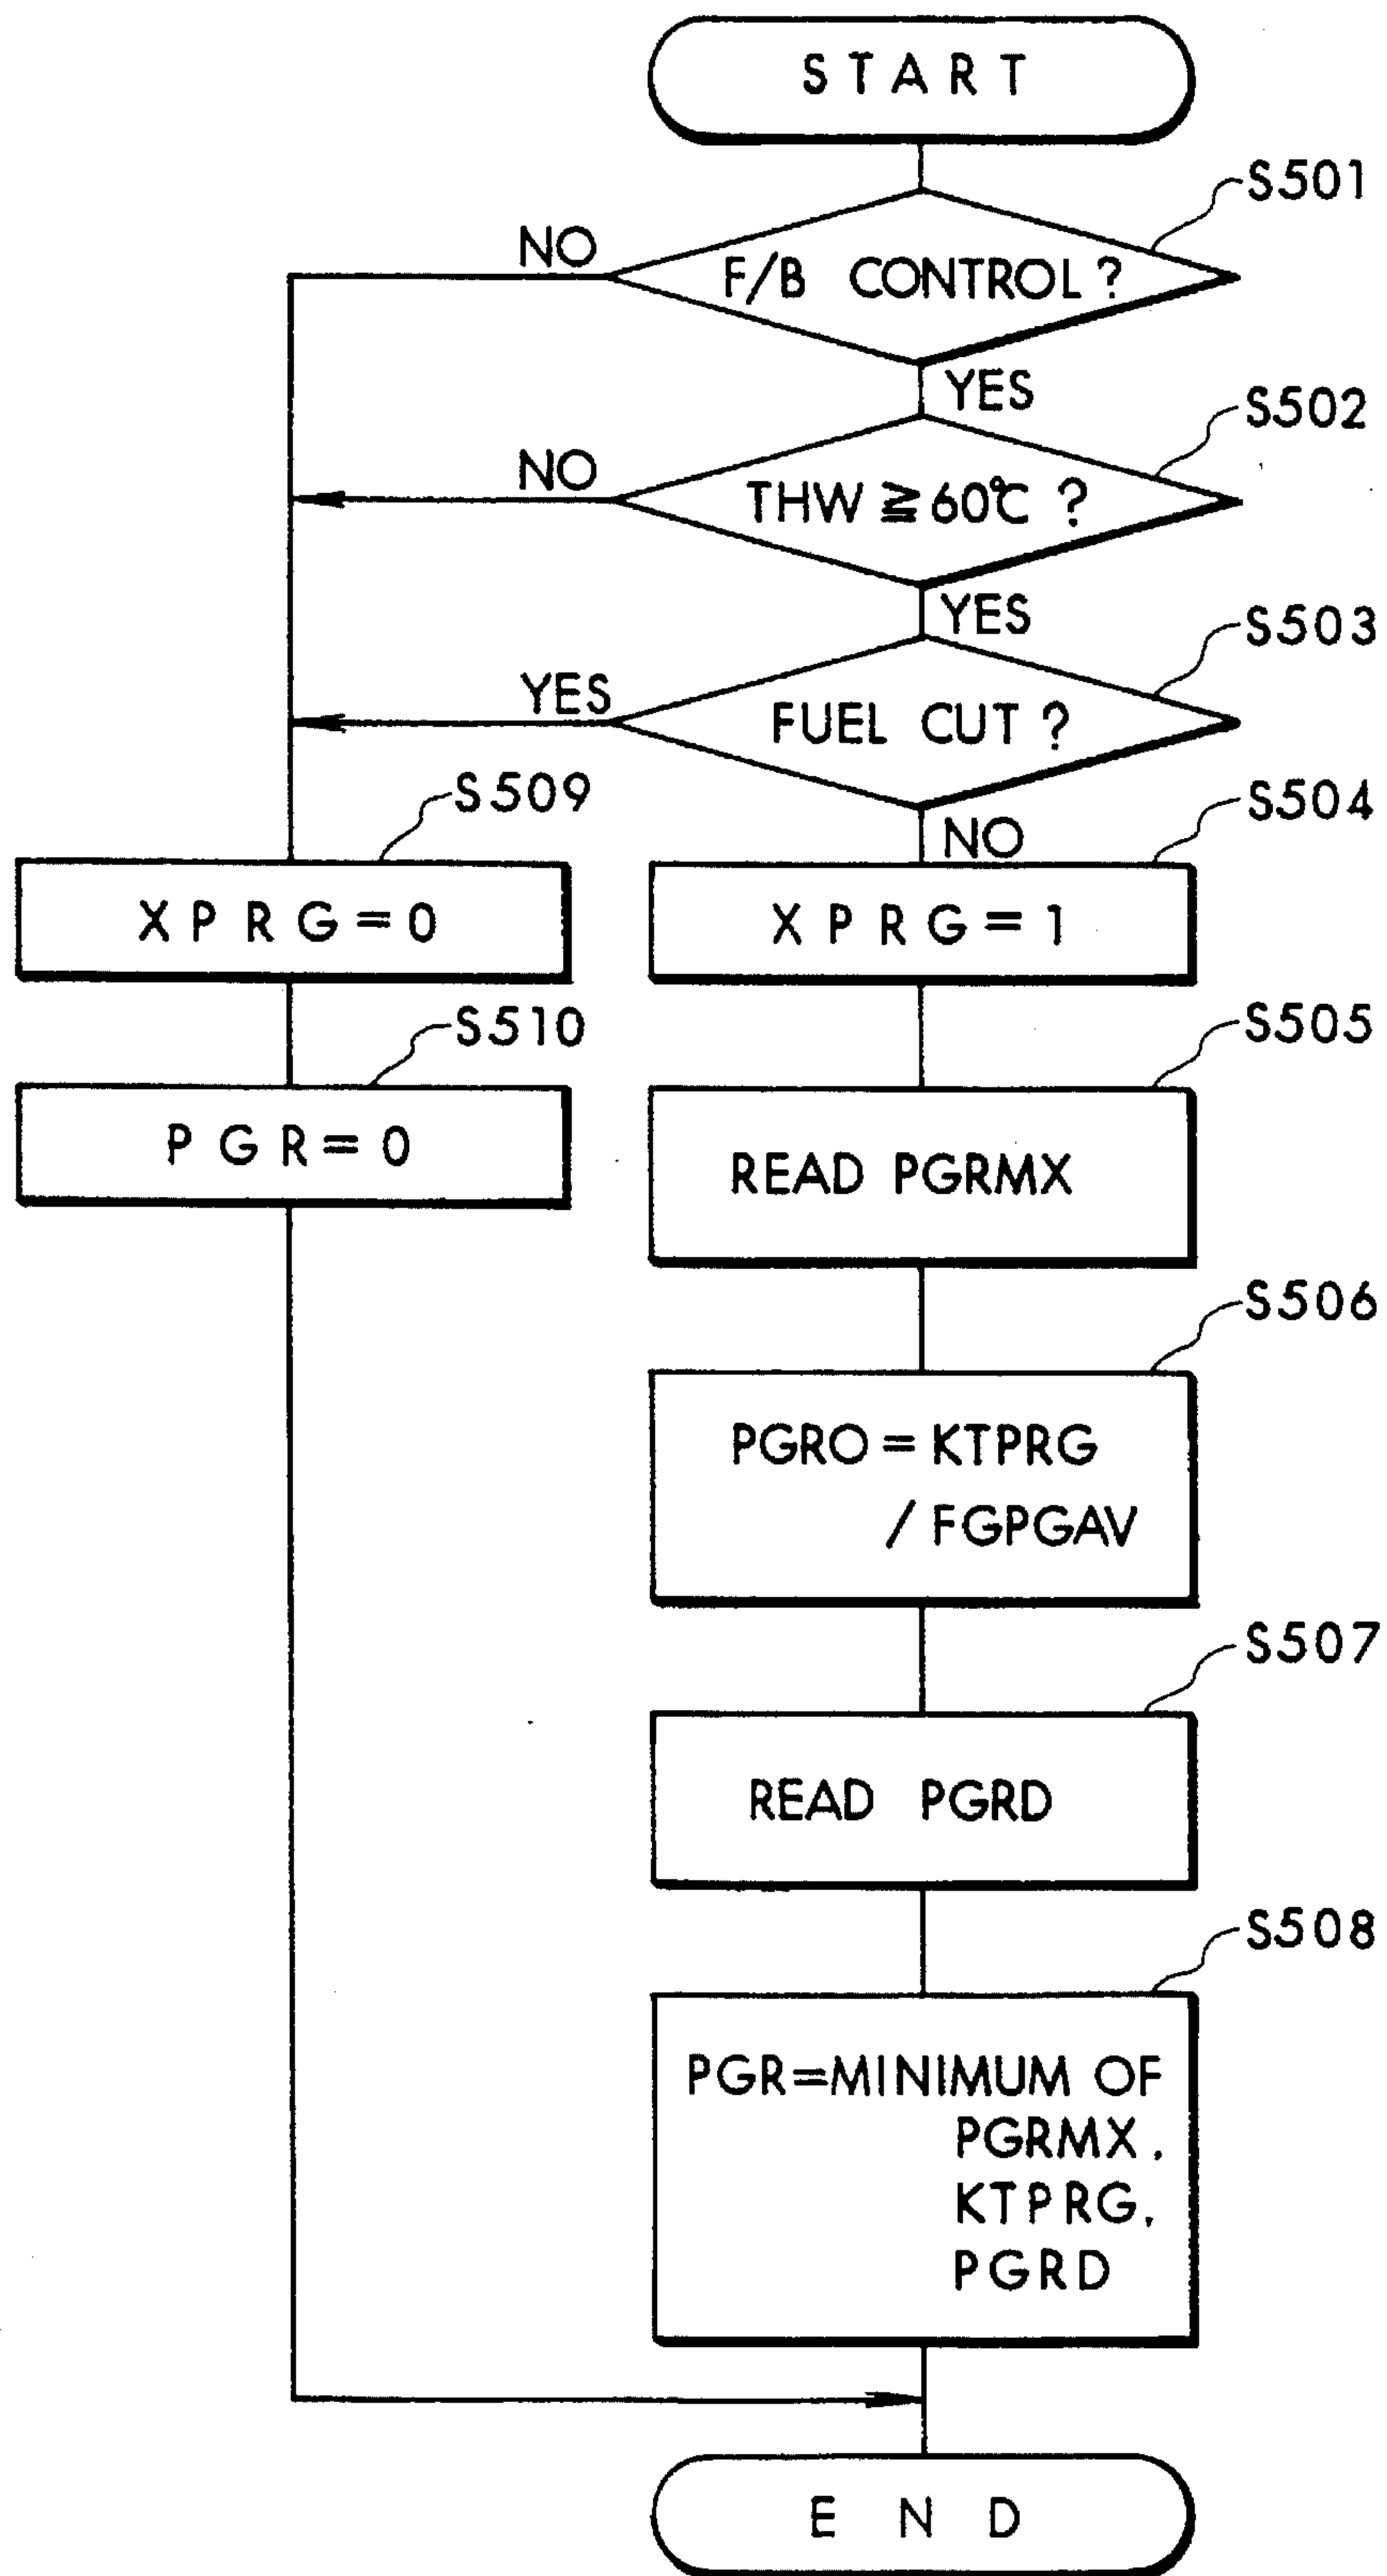 START
S501
F/B CONTROL?
NO
YES
S502
THW ≧ 60℃ ?
NO
YES
S503
FUEL CUT?
YES
NO
S504
XPRG=1
S509
XPRG=0
S510
PGR=0
S505
READ PGRMX
S506
PGRO = KTPRG
/ FGPGAV
S507
READ PGRD
S508
PGR=MINIMUM OF
PGRMX,
KTPRG,
PGRD
END